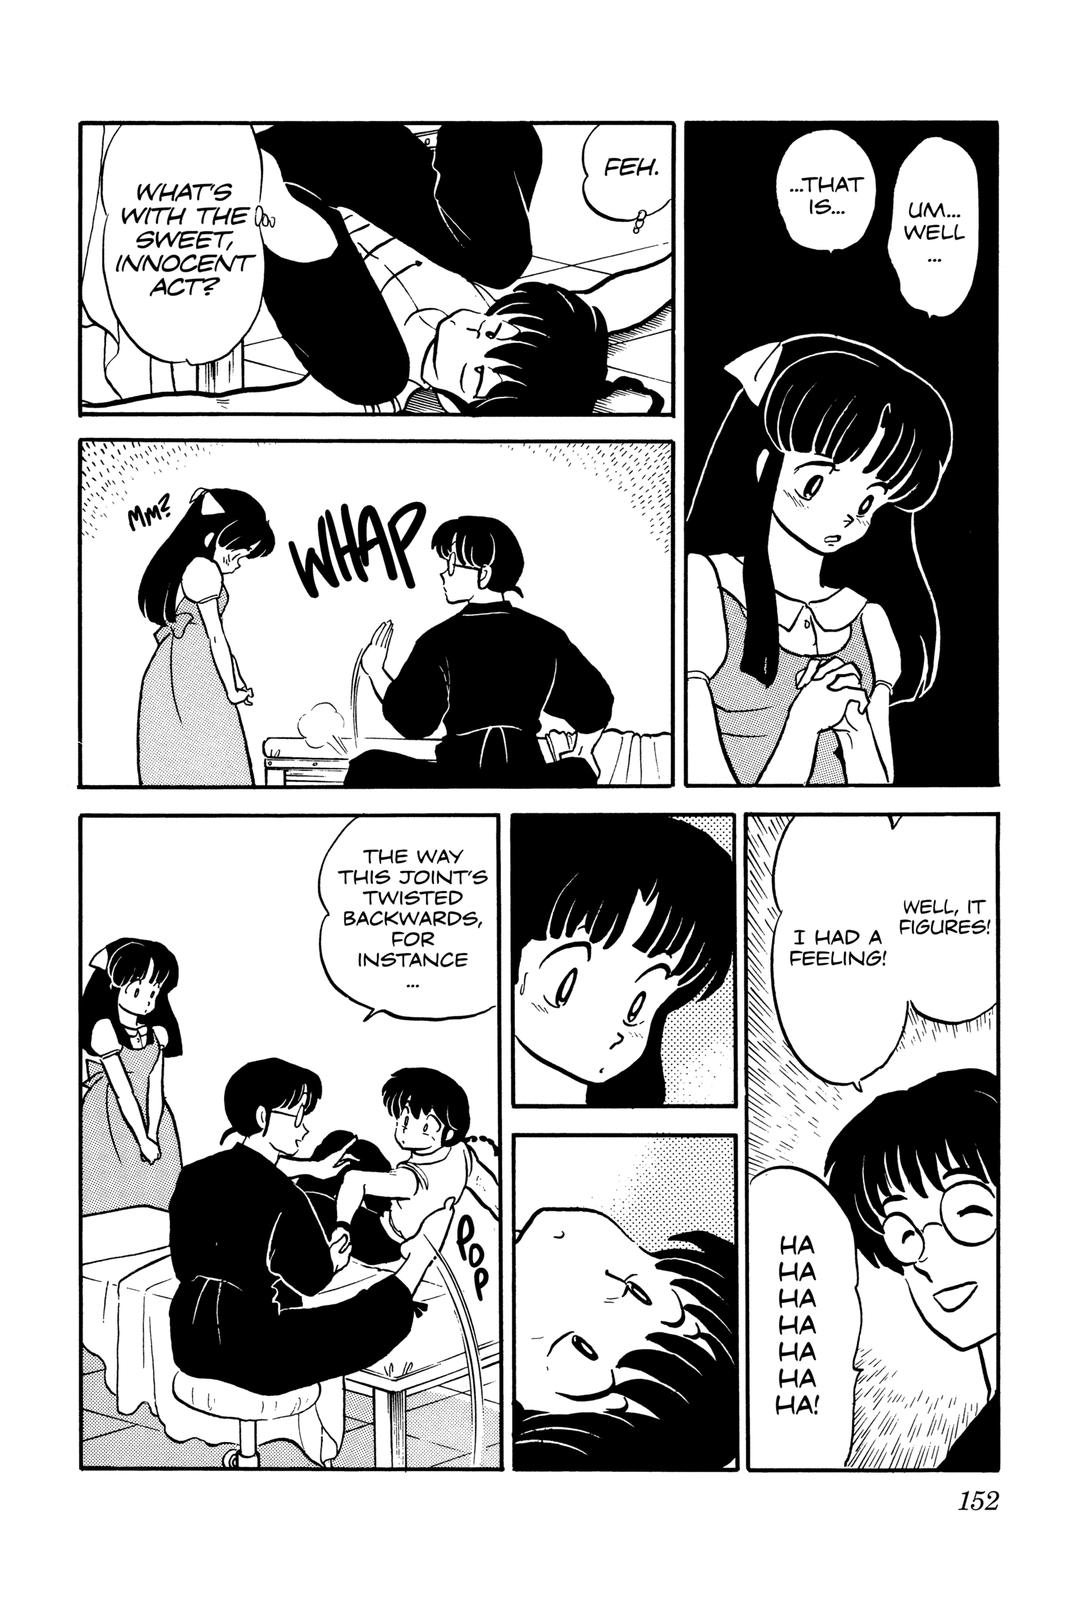 UM...
WELL
...
...THAT
IS...
FEH.
WHAT'S
WITH THE
SWEET,
INNOCENT
ACT?
WHAP
MM?
WELL, IT
FIGURES!
I HAD A
FEELING!
HA
HA
HA
HA
HA
HA
HA!
THE WAY
THIS JOINT'S
TWISTED
BACKWARDS,
FOR
INSTANCE
...
POP
152